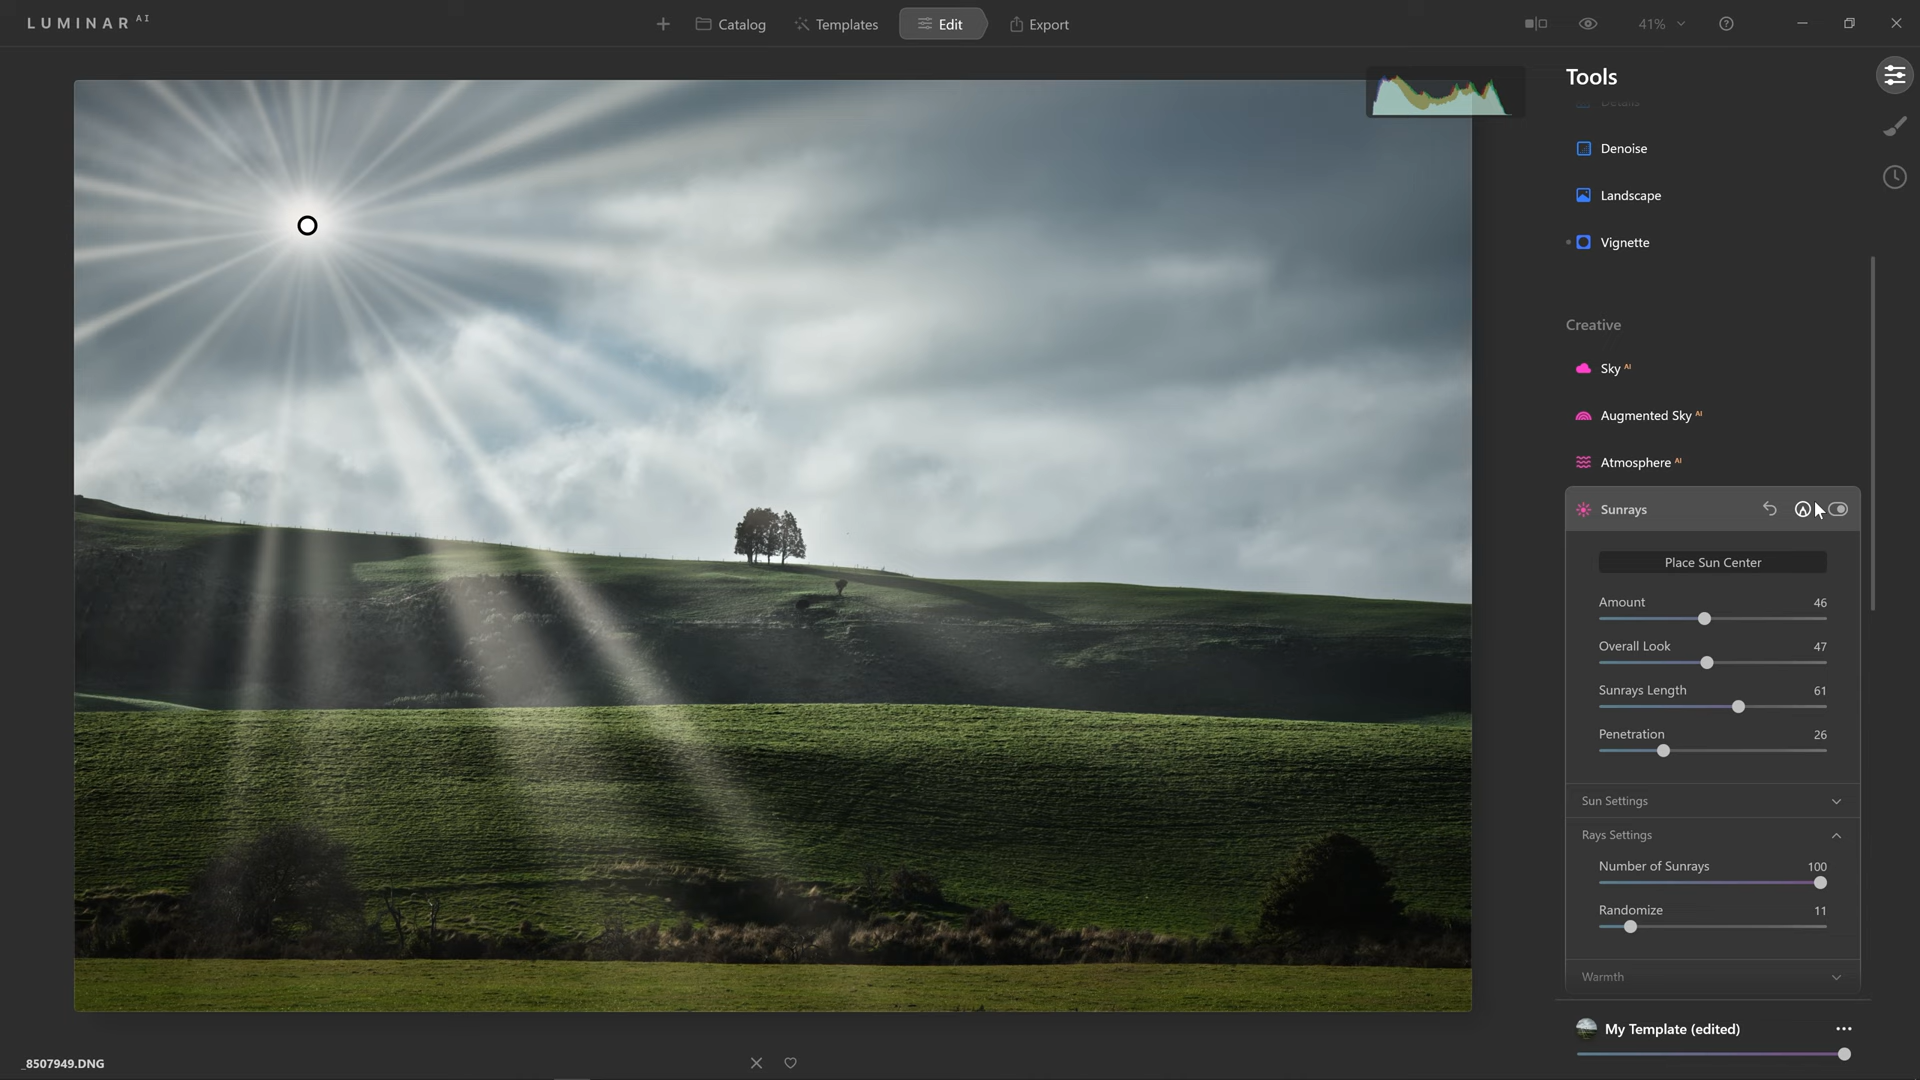 LUMINAR AI
Catalog
Templates
Edit
Export
41%
Tools
Details
Denoise
Landscape
Vignette
Creative
Sky AI
Augmented Sky AI
Atmosphere AI
Sunrays
Place Sun Center
Amount 46
Overall Look 47
Sunrays Length 61
Penetration 26
Sun Settings
Rays Settings
Number of Sunrays 100
Randomize 11
Warmth
My Template (edited)
_8507949.DNG